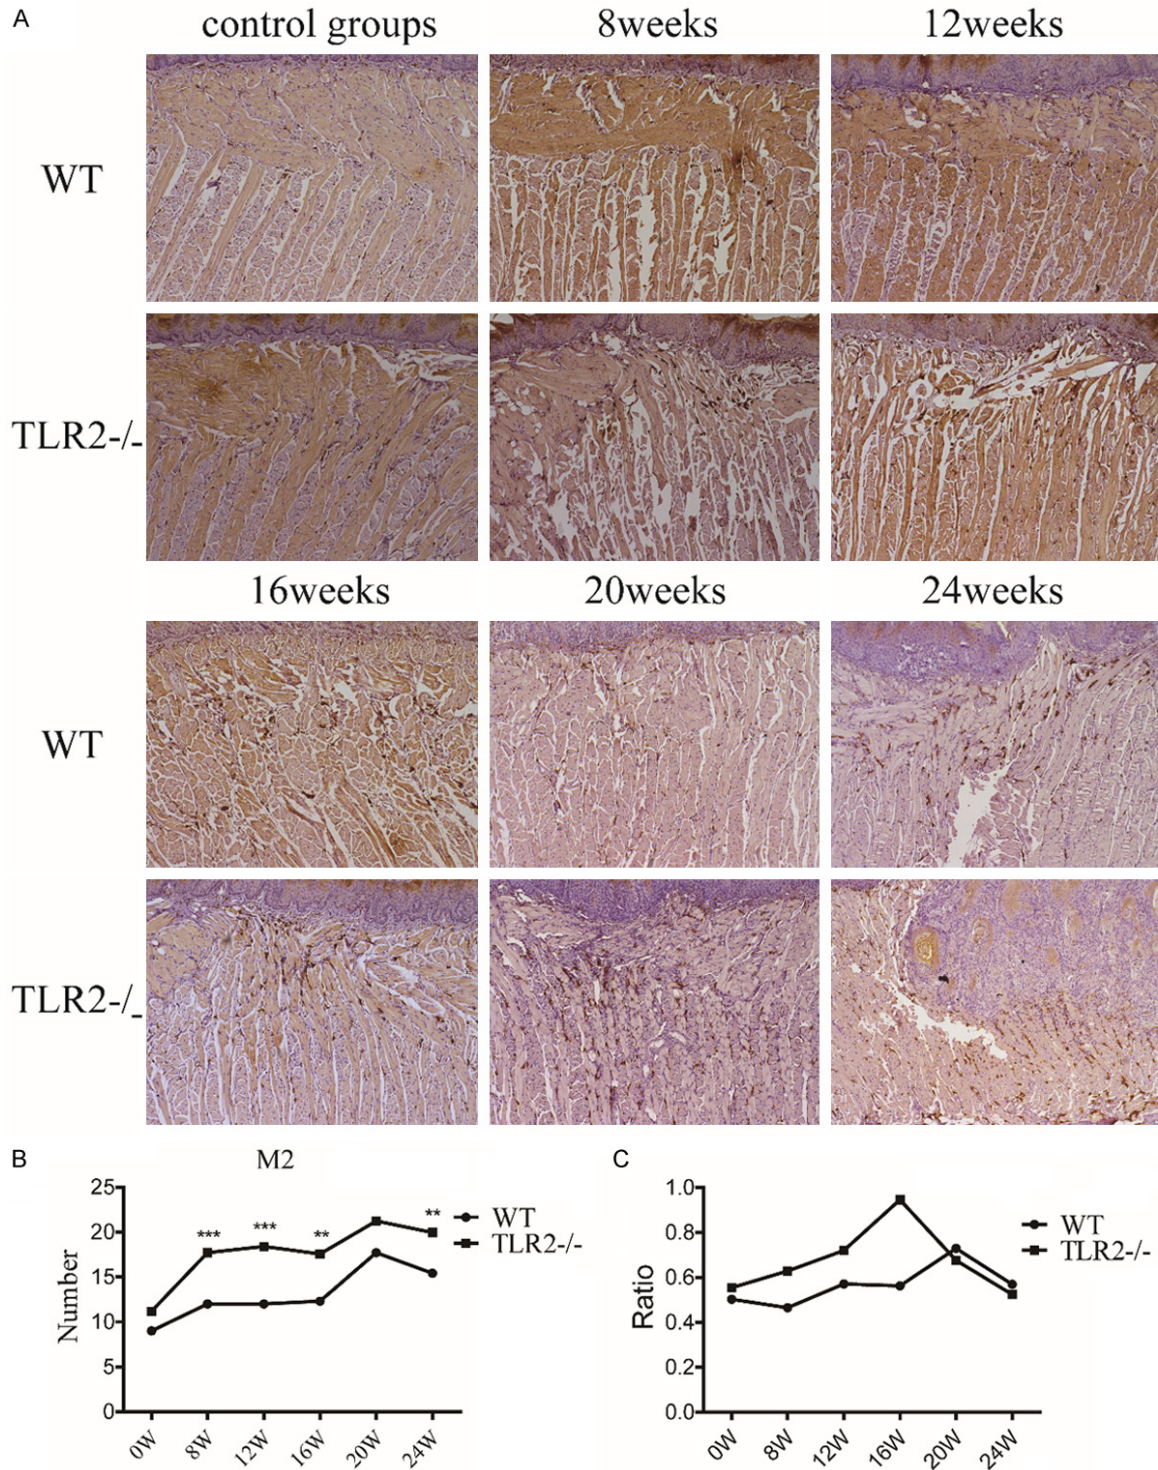 A
control groups 8weeks 12weeks
WT
TLR2-/-
16weeks 20weeks 24weeks
WT
TLR2-/-
B
M2
25
20
15
10
5
0
Number
*** *** ** **
WT
TLR2-/-
0W 8W 12W 16W 20W 24W
C
1.0
0.8
0.6
0.4
0.2
0.0
Ratio
WT
TLR2-/-
0W 8W 12W 16W 20W 24W